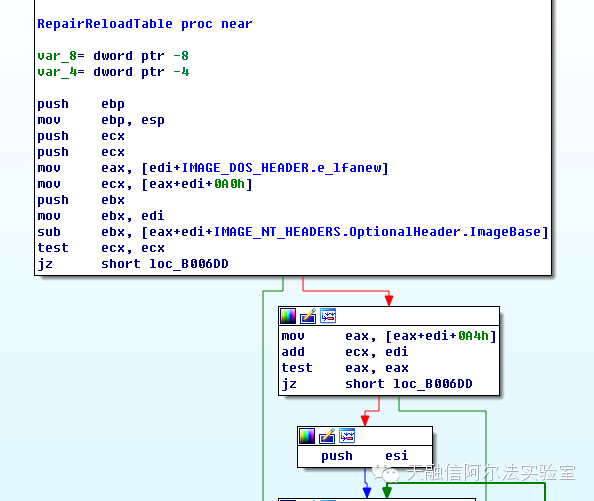 RepairReloadTable proc near
var_8= dword ptr -8
var_4= dword ptr -4
push ebp
mov ebp, esp
push ecx
push ecx
mov eax, [edi+IMAGE_DOS_HEADER.e_lfanew]
mov ecx, [eax+edi+0A0h]
push ebx
mov ebx, edi
sub ebx, [eax+edi+IMAGE_NT_HEADERS.OptionalHeader.ImageBase]
test ecx, ecx
jz short loc_B006DD
mov eax, [eax+edi+0A4h]
add ecx, edi
test eax, eax
jz short loc_B006DD
push esi
天融信阿尔法实验室